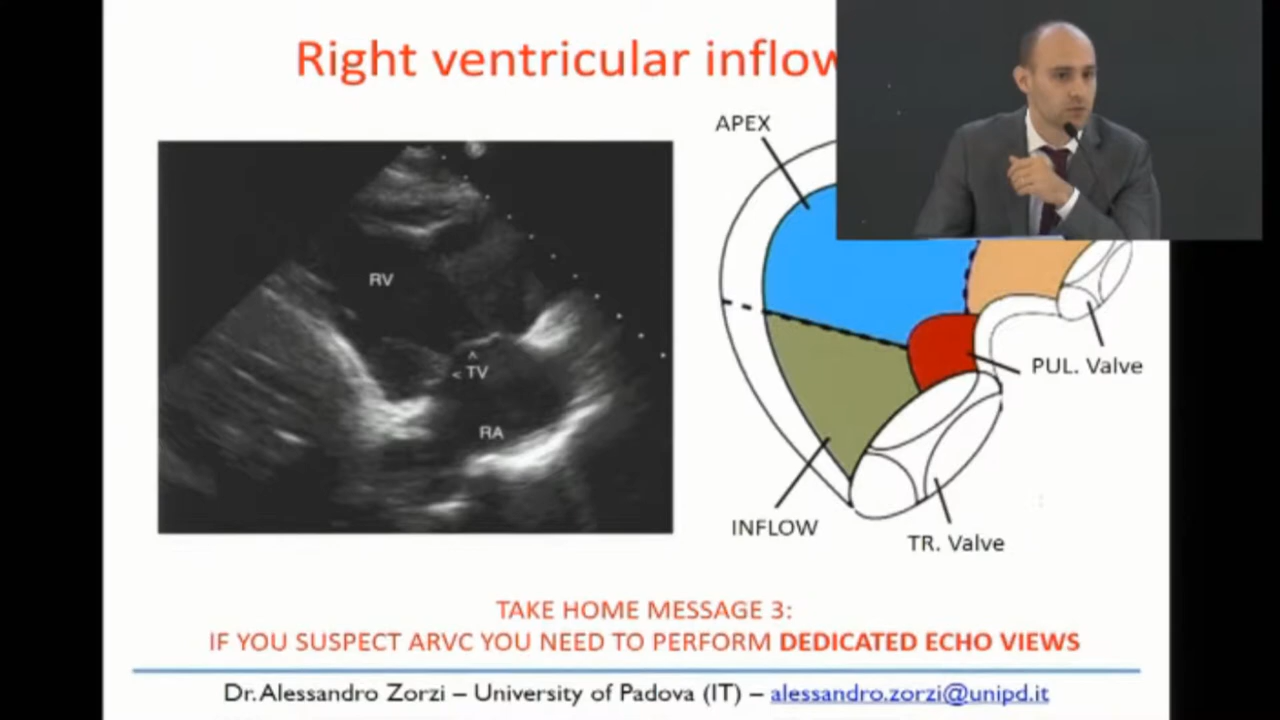 Right ventricular inflow
APEX
RV
^
< TV
RA
PUL. Valve
INFLOW
TR. Valve
TAKE HOME MESSAGE 3:
IF YOU SUSPECT ARVC YOU NEED TO PERFORM DEDICATED ECHO VIEWS
Dr. Alessandro Zorzi – University of Padova (IT) – alessandro.zorzi@unipd.it